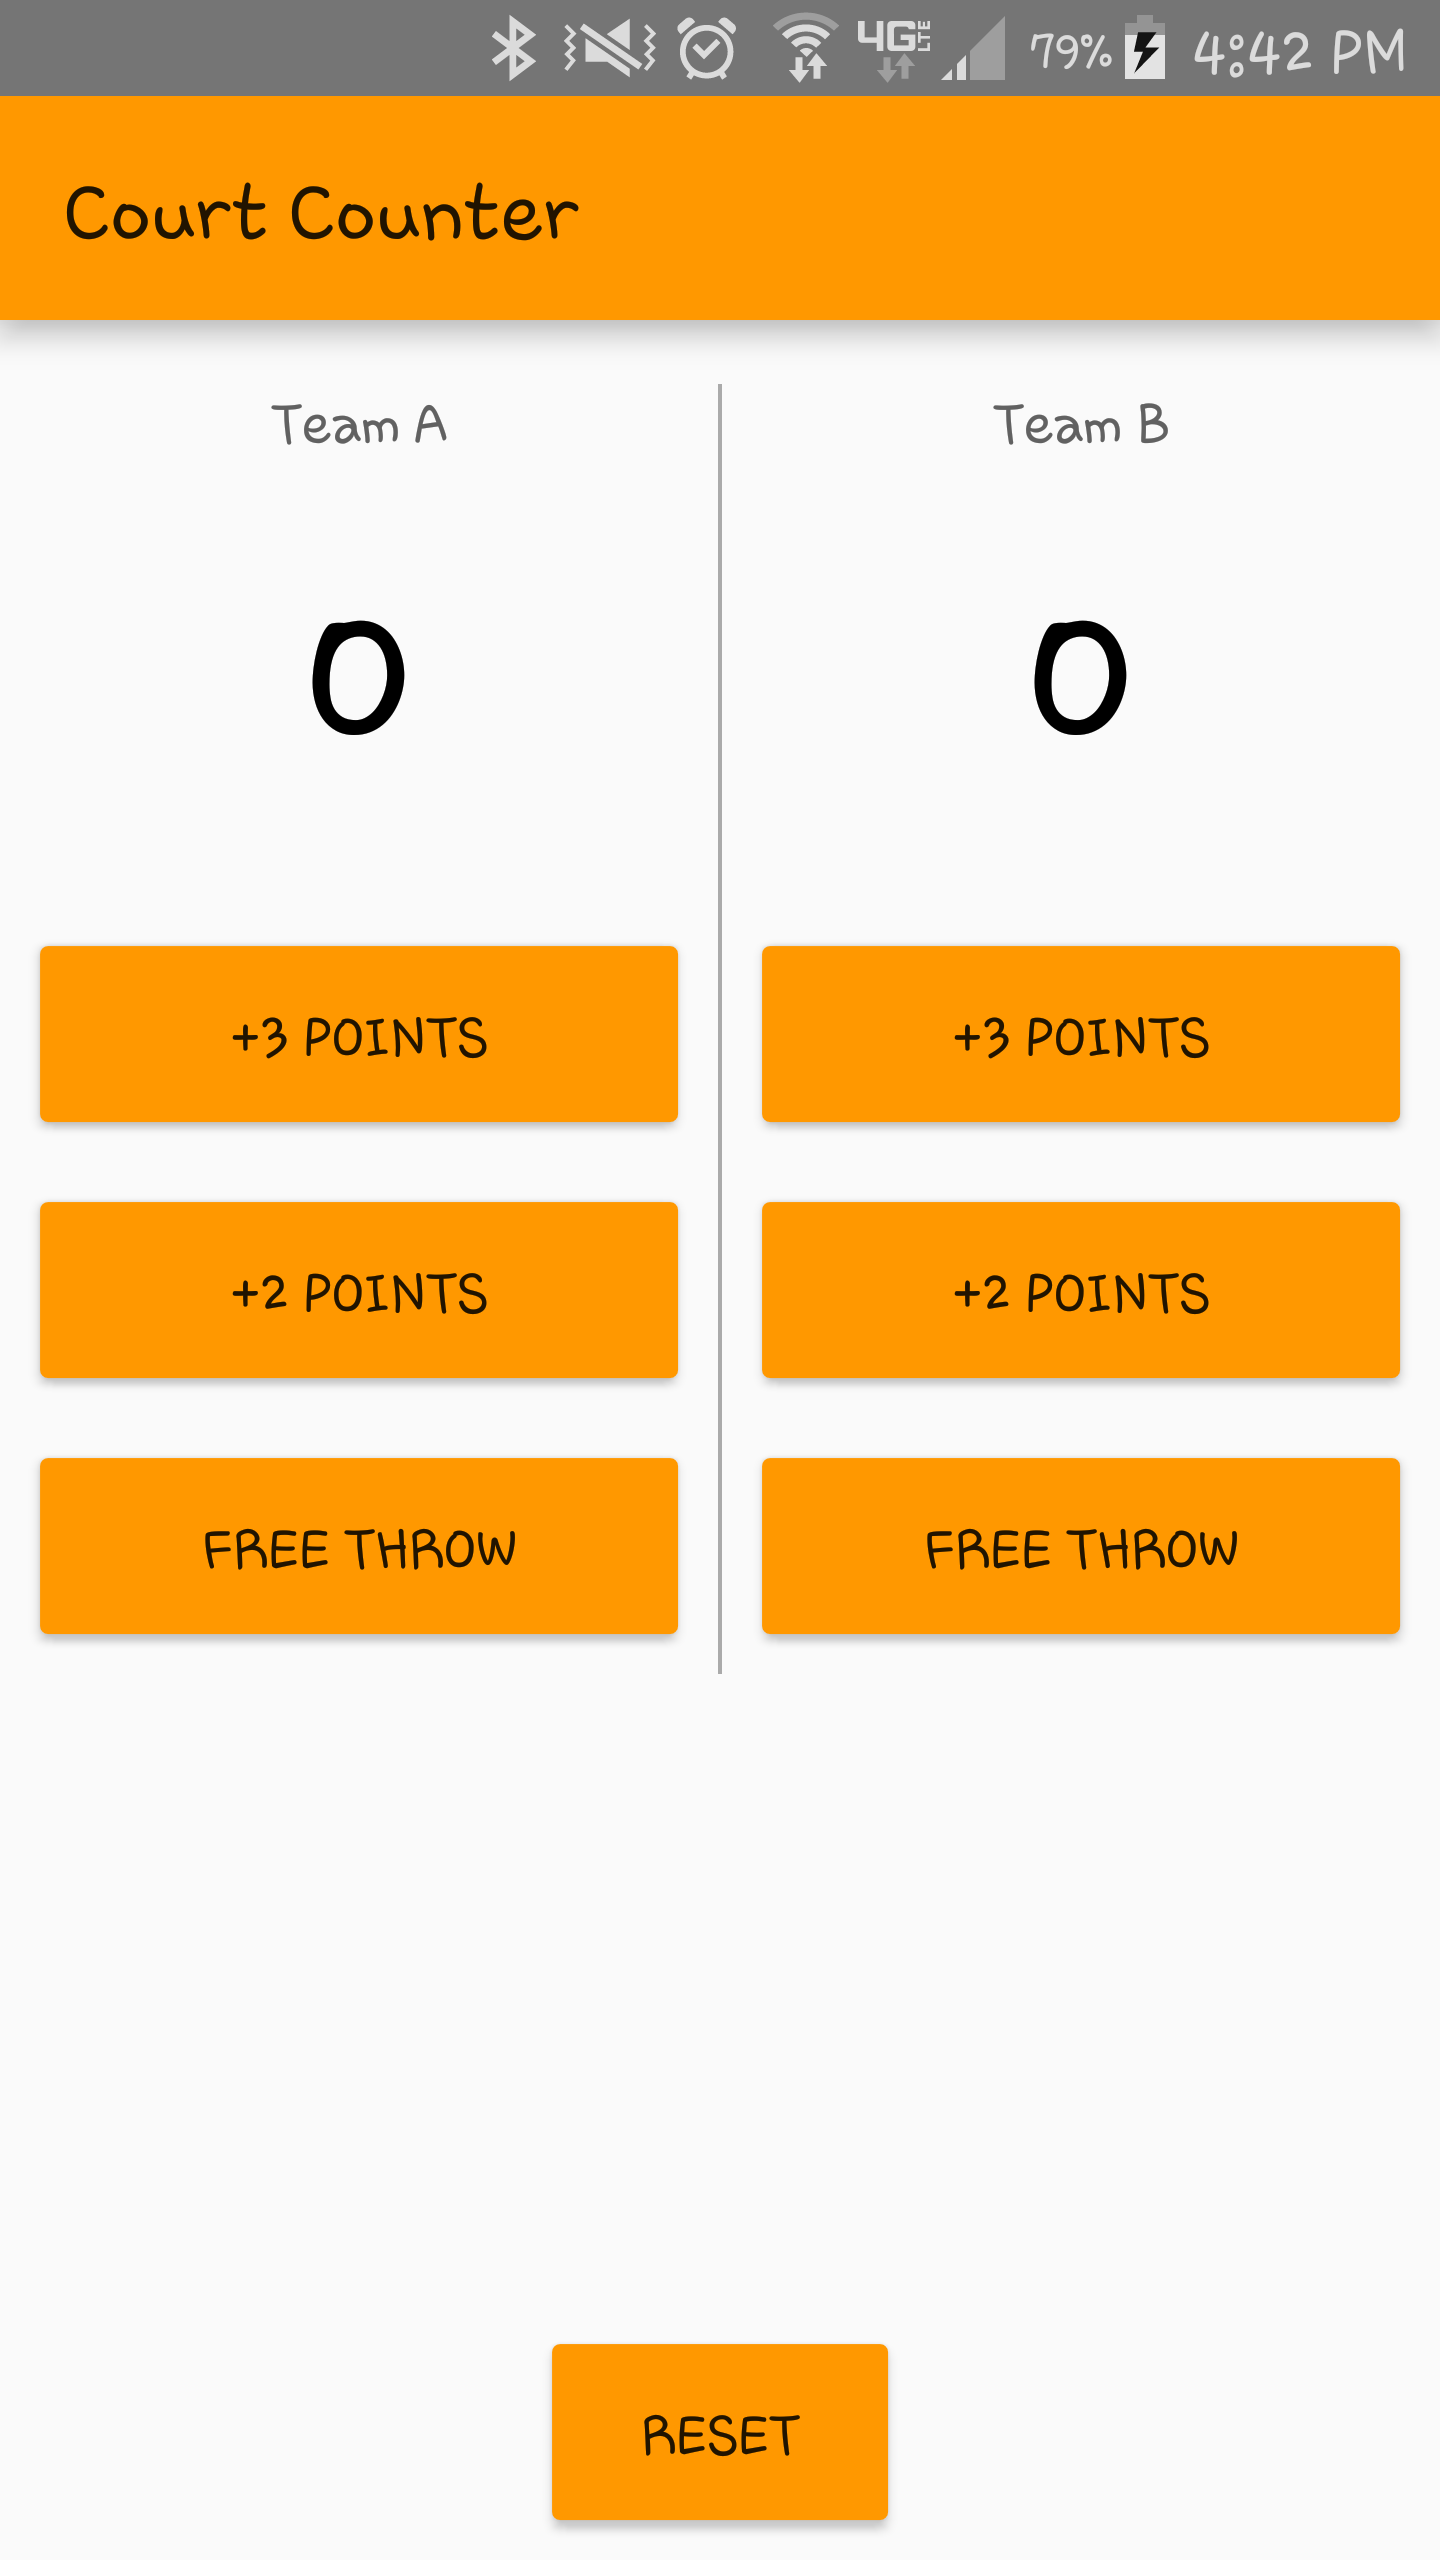 4G LTE 79% 4:42 PM
Court Counter
Team A
Team B
0
0
+3 POINTS
+3 POINTS
+2 POINTS
+2 POINTS
FREE THROW
FREE THROW
RESET